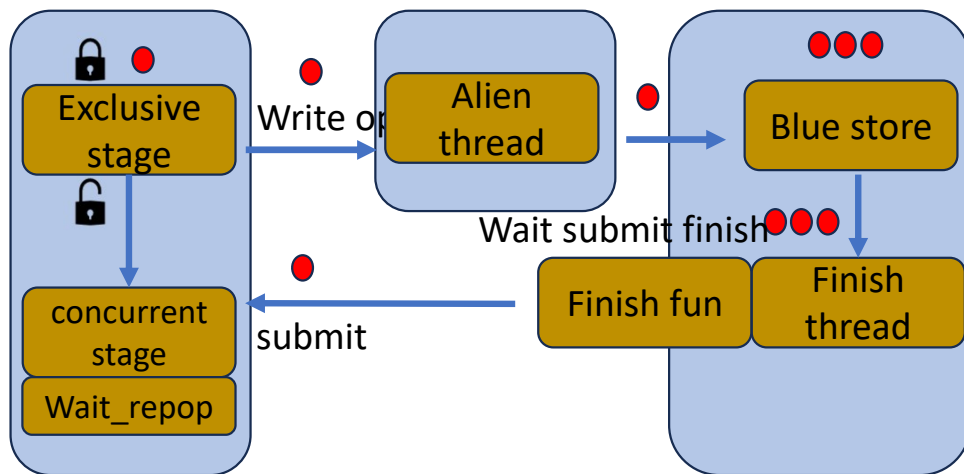 Exclusive
stage
Write op
Alien
thread
Blue store
Wait submit finish
concurrent
stage
Wait_repop
submit
Finish fun
Finish
thread